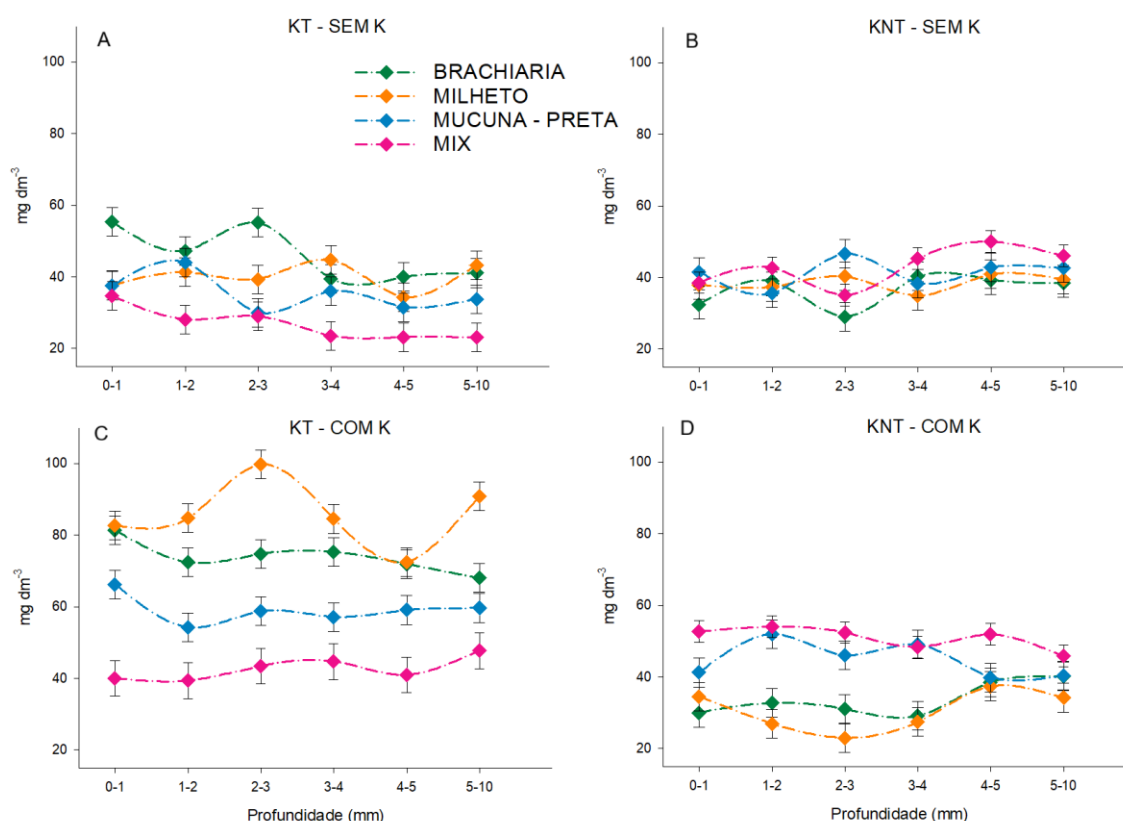 A
KT - SEM K
BRACHIARIA
MILHETO
MUCUNA - PRETA
MIX
mg dm⁻³
100
80
60
40
20
0-1 1-2 2-3 3-4 4-5 5-10
B
KNT - SEM K
mg dm⁻³
100
80
60
40
20
0-1 1-2 2-3 3-4 4-5 5-10
C
KT - COM K
mg dm⁻³
100
80
60
40
20
0-1 1-2 2-3 3-4 4-5 5-10
Profundidade (mm)
D
KNT - COM K
mg dm⁻³
100
80
60
40
20
0-1 1-2 2-3 3-4 4-5 5-10
Profundidade (mm)